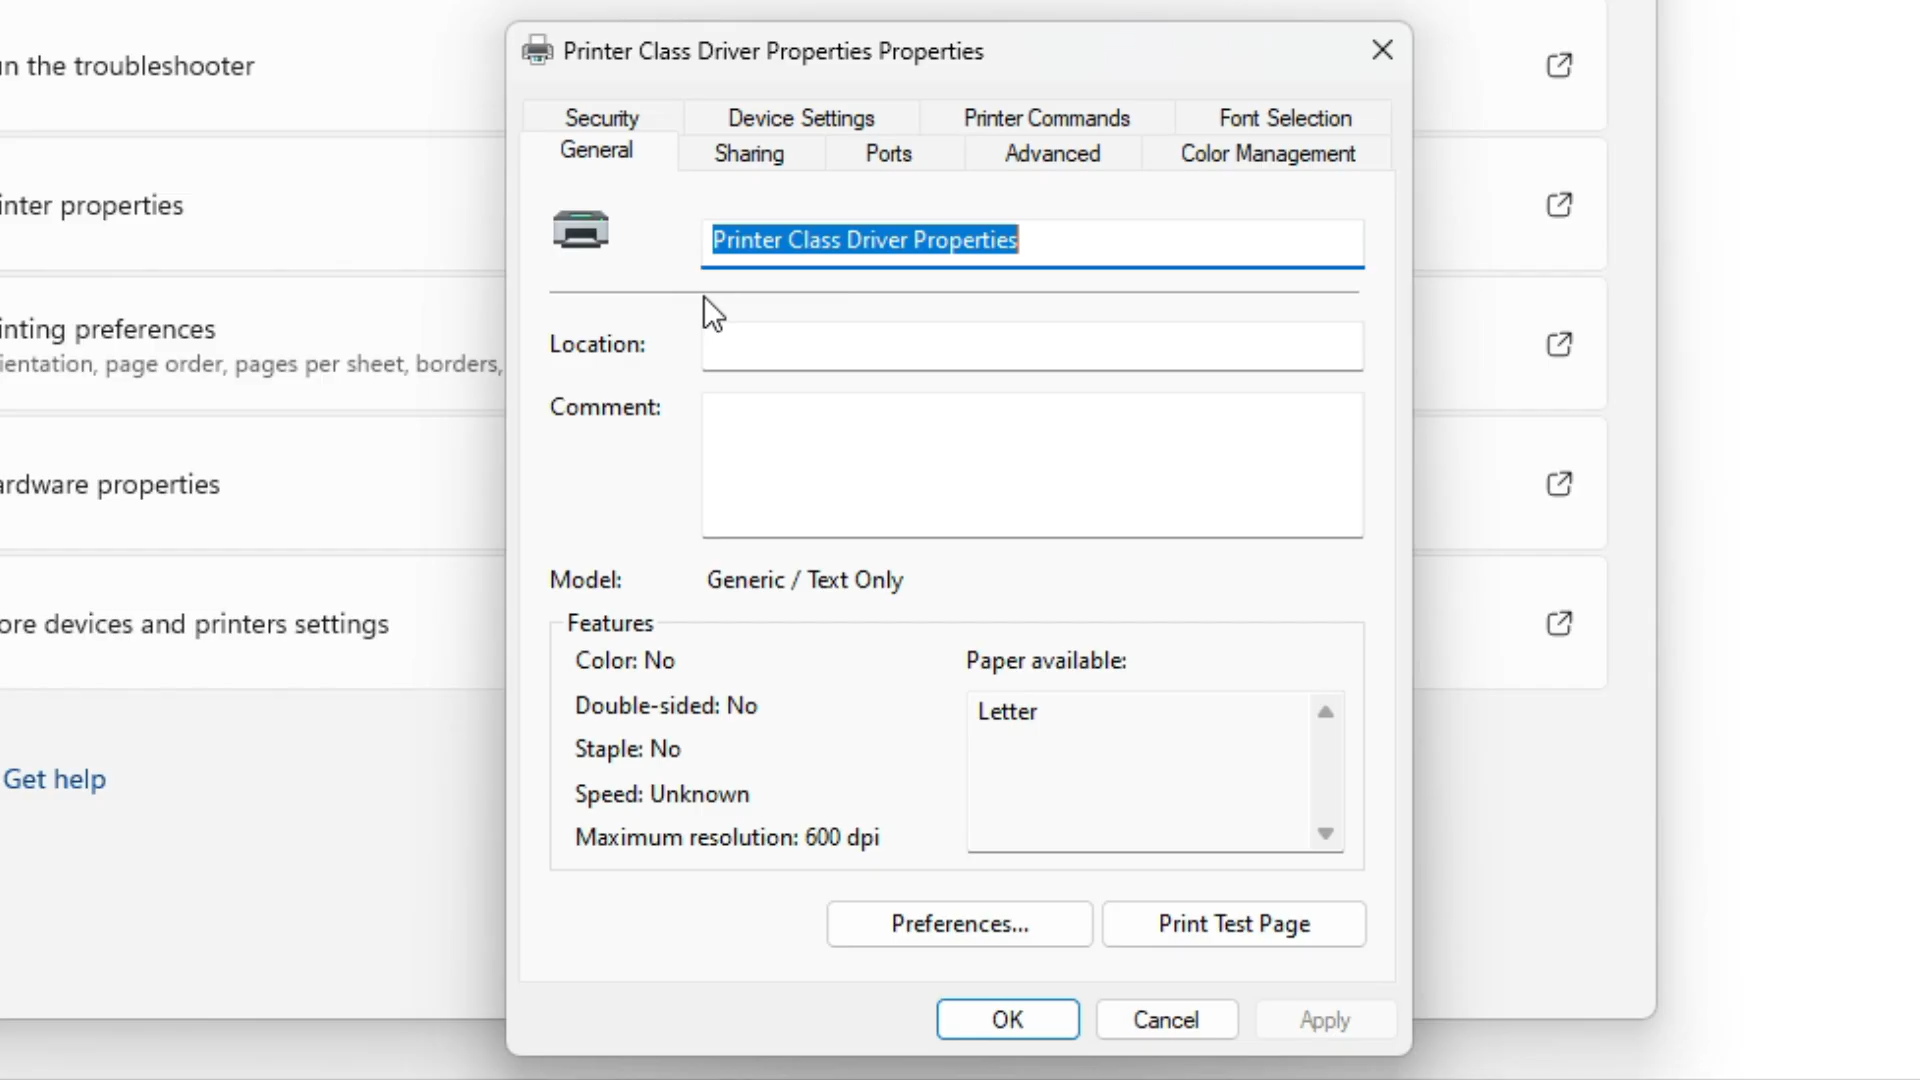 Printer Class Driver Properties Properties
Security Device Settings Printer Commands Font Selection
General Sharing Ports Advanced Color Management
Printer Class Driver Properties
Location:
Comment:
Model: Generic / Text Only
Features
Color: No
Double-sided: No
Staple: No
Speed: Unknown
Maximum resolution: 600 dpi
Paper available:
Letter
Preferences...
Print Test Page
OK Cancel Apply
n the troubleshooter
inter properties
inting preferences
ientation, page order, pages per sheet, borders,
ardware properties
ore devices and printers settings
Get help